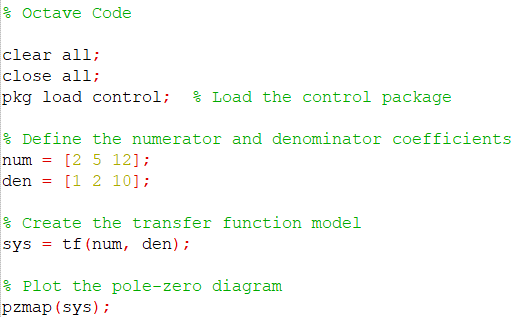 % Octave Code
clear all;
close all;
pkg load control;  % Load the control package
% Define the numerator and denominator coefficients
num = [2 5 12];
den = [1 2 10];
% Create the transfer function model
sys = tf(num, den);
% Plot the pole-zero diagram
pzmap(sys);